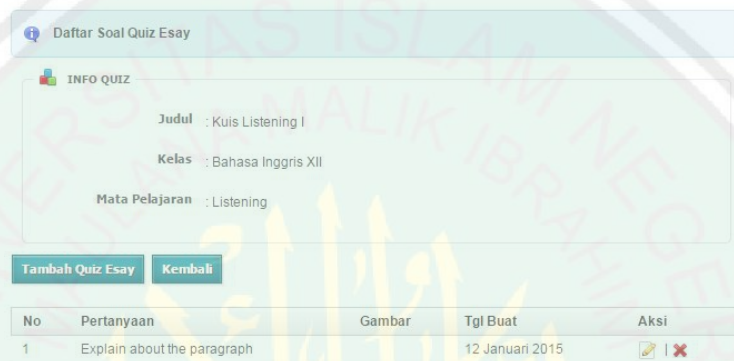 Daftar Soal Quiz Esay
INFO QUIZ
Judul : Kuis Listening I
Kelas : Bahasa Inggris XII
Mata Pelajaran : Listening
Tambah Quiz Esay Kembali
No Pertanyaan Gambar Tgl Buat Aksi
1 Explain about the paragraph 12 Januari 2015 |